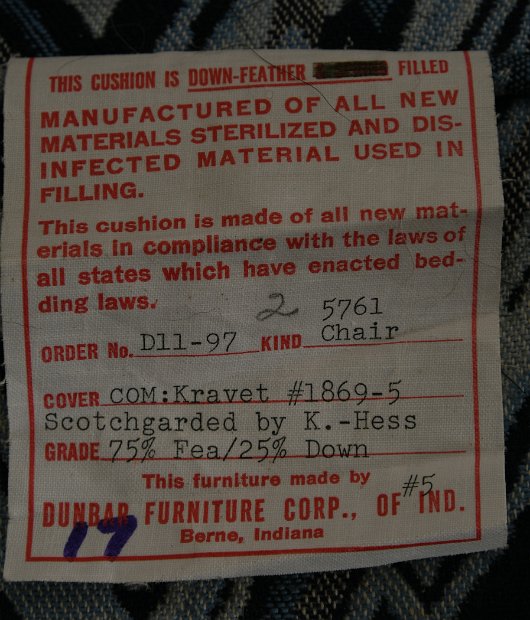 THIS CUSHION IS DOWN-FEATHER FILLED
MANUFACTURED OF ALL NEW
MATERIALS STERILIZED AND DIS-
INFECTED MATERIAL USED IN
FILLING.
This cushion is made of all new mat-
erials in compliance with the laws of
all states which have enacted bed-
ding laws.
2 5761
ORDER No. D11-97 KIND Chair
COVER COM:Kravet #1869-5
Scotchgarded by K.-Hess
GRADE 75% Fea/25% Down
This furniture made by
#5
DUNBAR FURNITURE CORP., OF IND.
17 Berne, Indiana